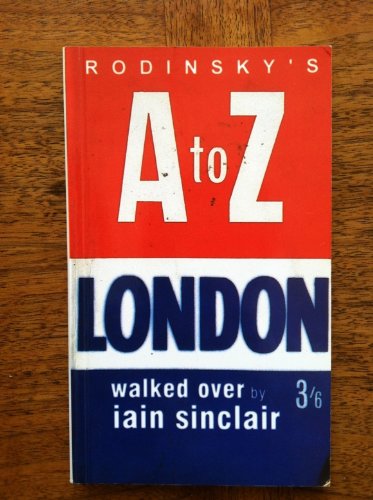 RODINSKY'S
A to Z
LONDON
walked over by 3/6
iain sinclair